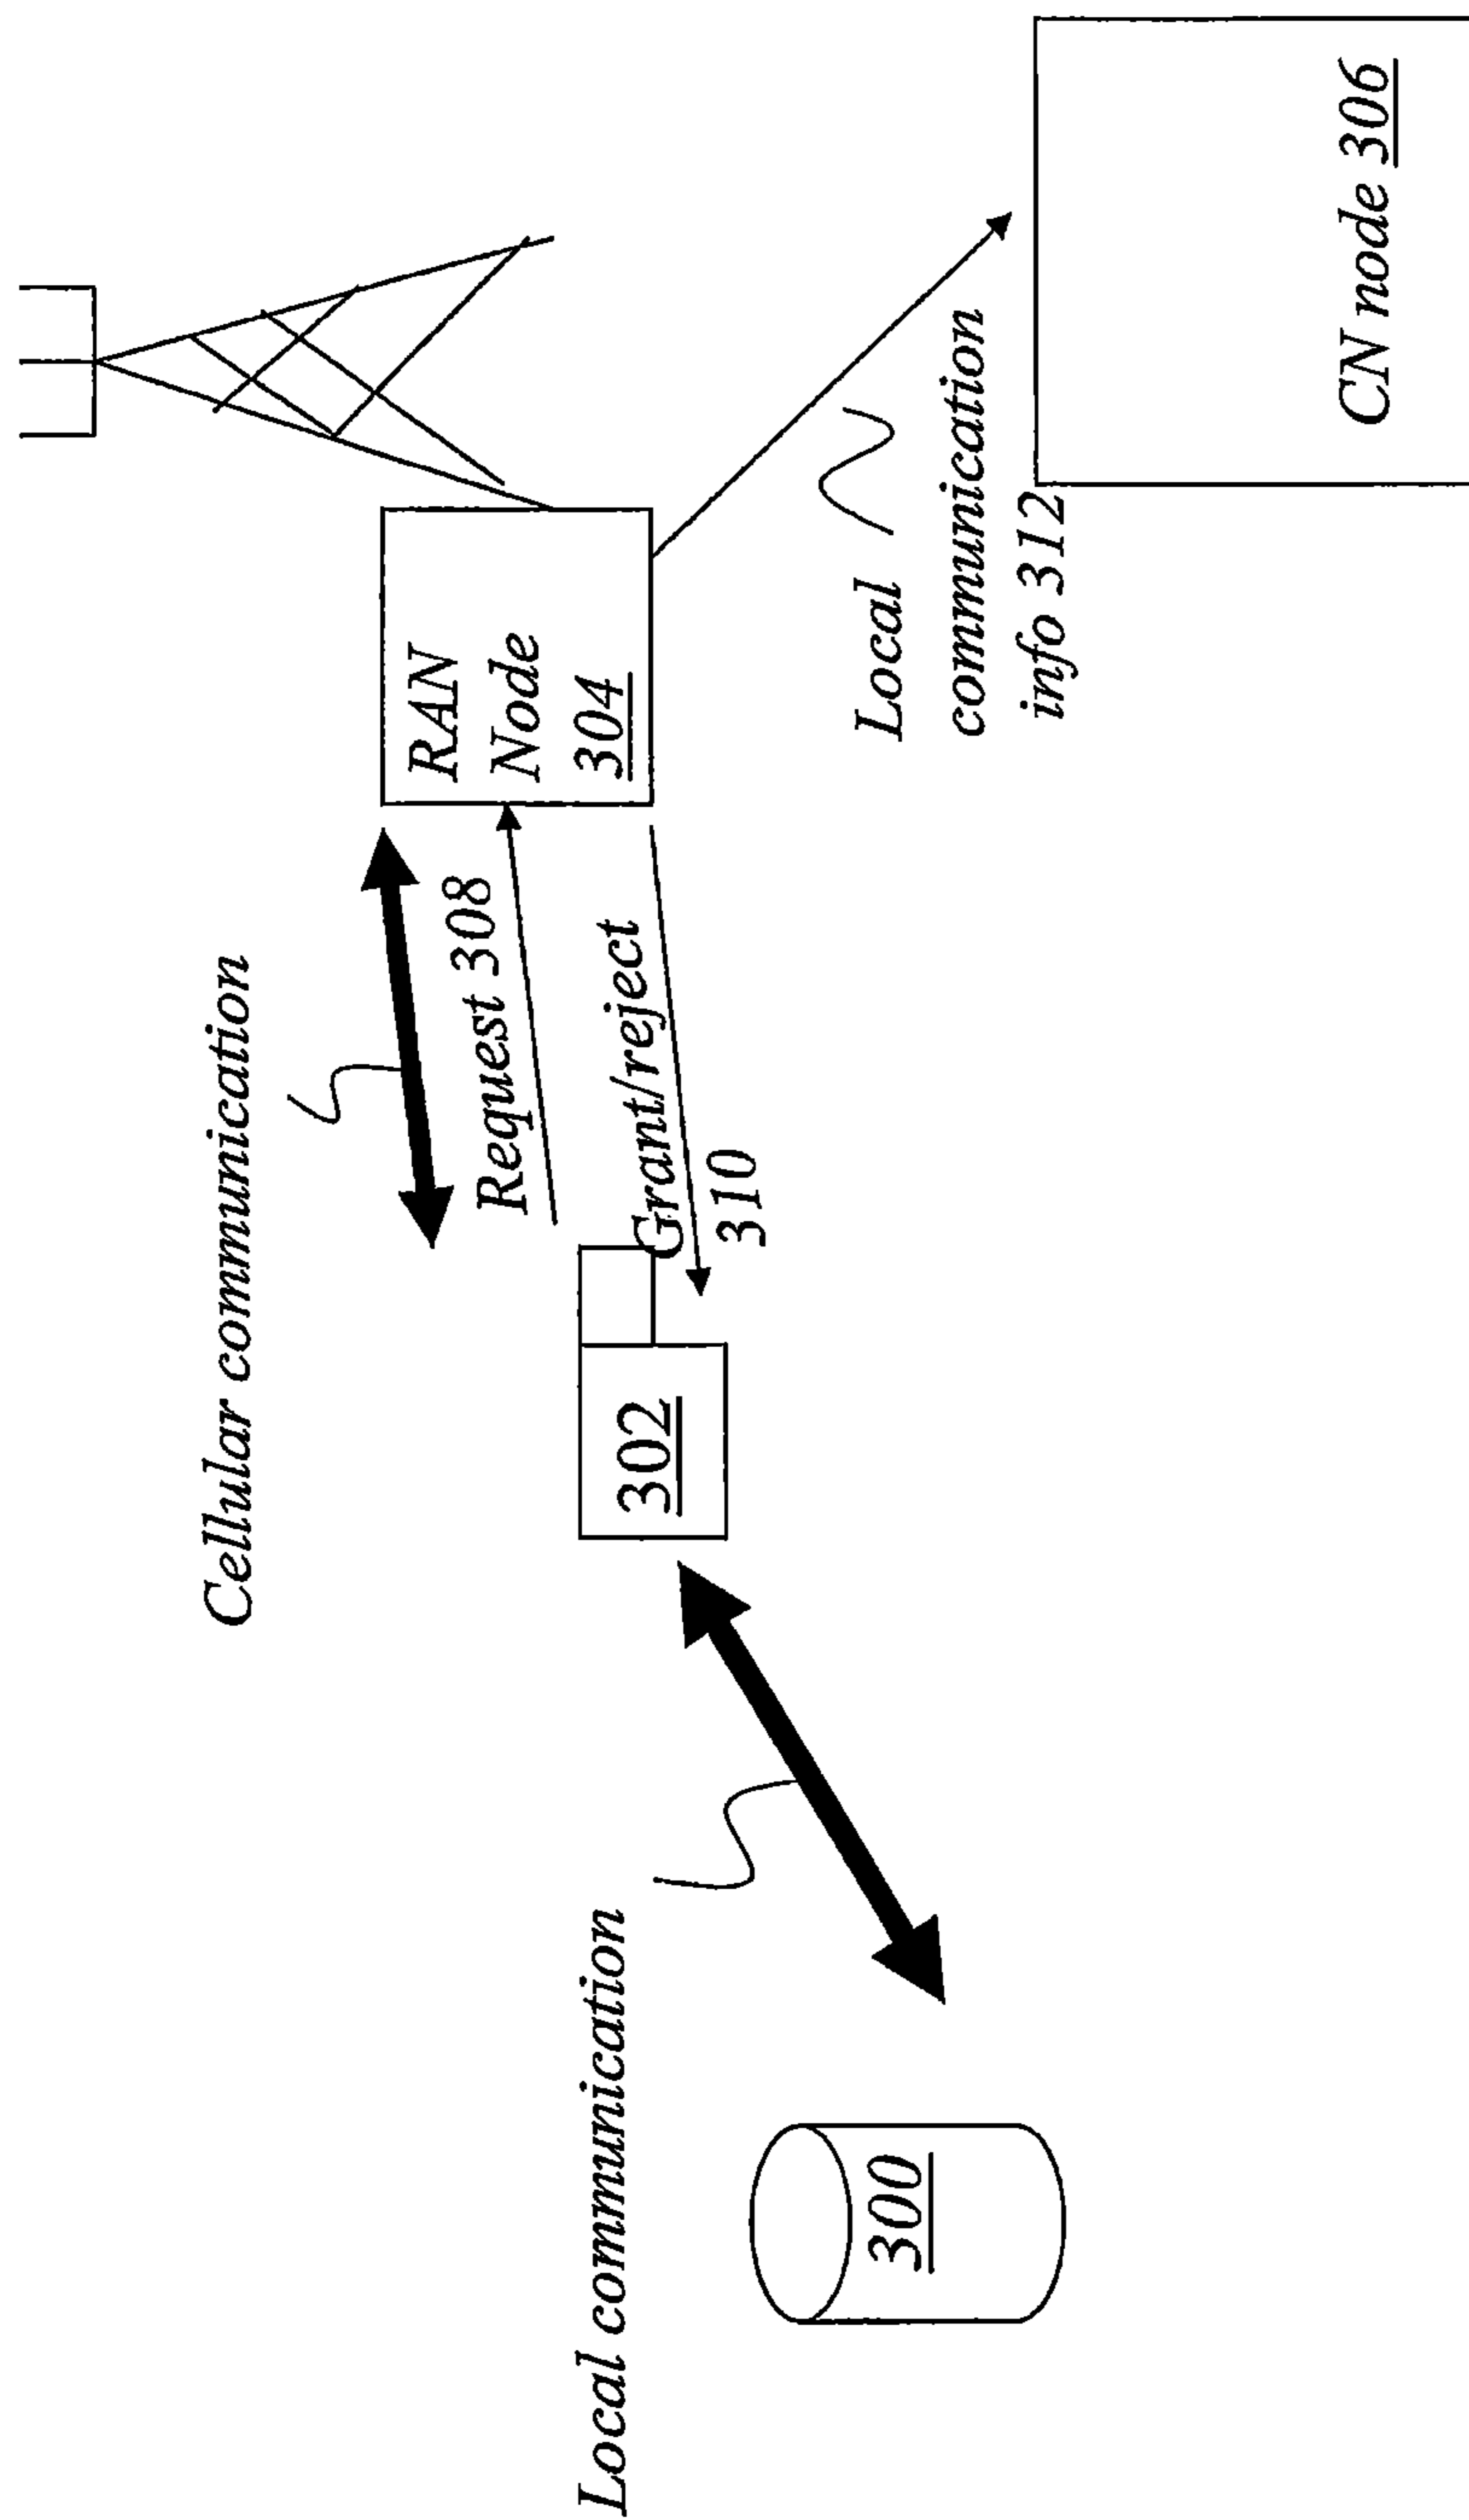 Cellular communication
Request 308
RAN
Node
304
Grant/reject
310
302
Local communication
300
Local
communication
info 312
CN node 306